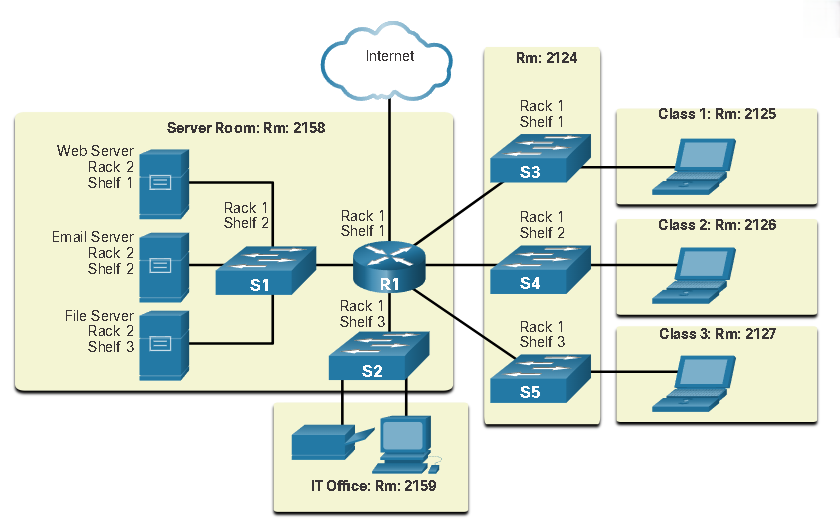 Internet
Rm: 2124
Rack 1
Shelf 1
S3
Class 1: Rm: 2125
Server Room: Rm: 2158
Web Server
Rack 2
Shelf 1
Rack 1
Shelf 2
Rack 1
Shelf 1
Rack 1
Shelf 2
Class 2: Rm: 2126
Email Server
Rack 2
Shelf 2
S1
R1
S4
File Server
Rack 2
Shelf 3
Rack 1
Shelf 3
Rack 1
Shelf 3
Class 3: Rm: 2127
S2
S5
IT Office: Rm: 2159